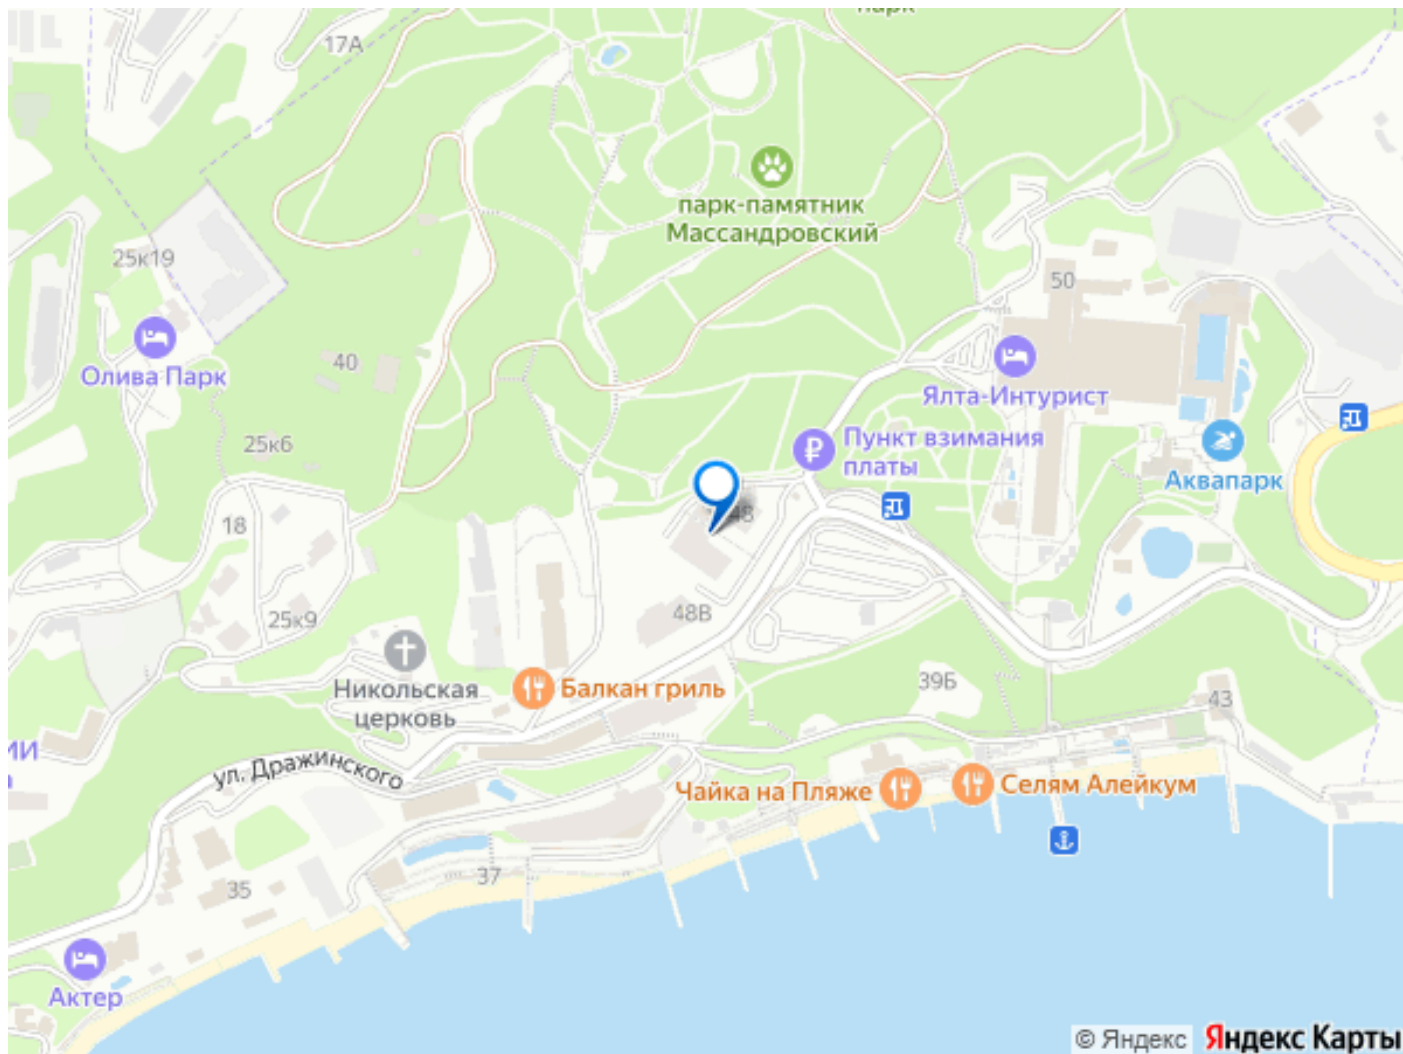 парк
17А
парк-памятник
Массандровский
25к19
50
Олива Парк
40
Ялта-Интурист
25к6
Пункт взимания
платы
Аквапарк
18
48
25к9
48В
Никольская
церковь
Балкан гриль
39Б
43
ИИ
ул. Дражинского
Чайка на Пляже
Селям Алейкум
35
37
Актер
© Яндекс
Яндекс Карты